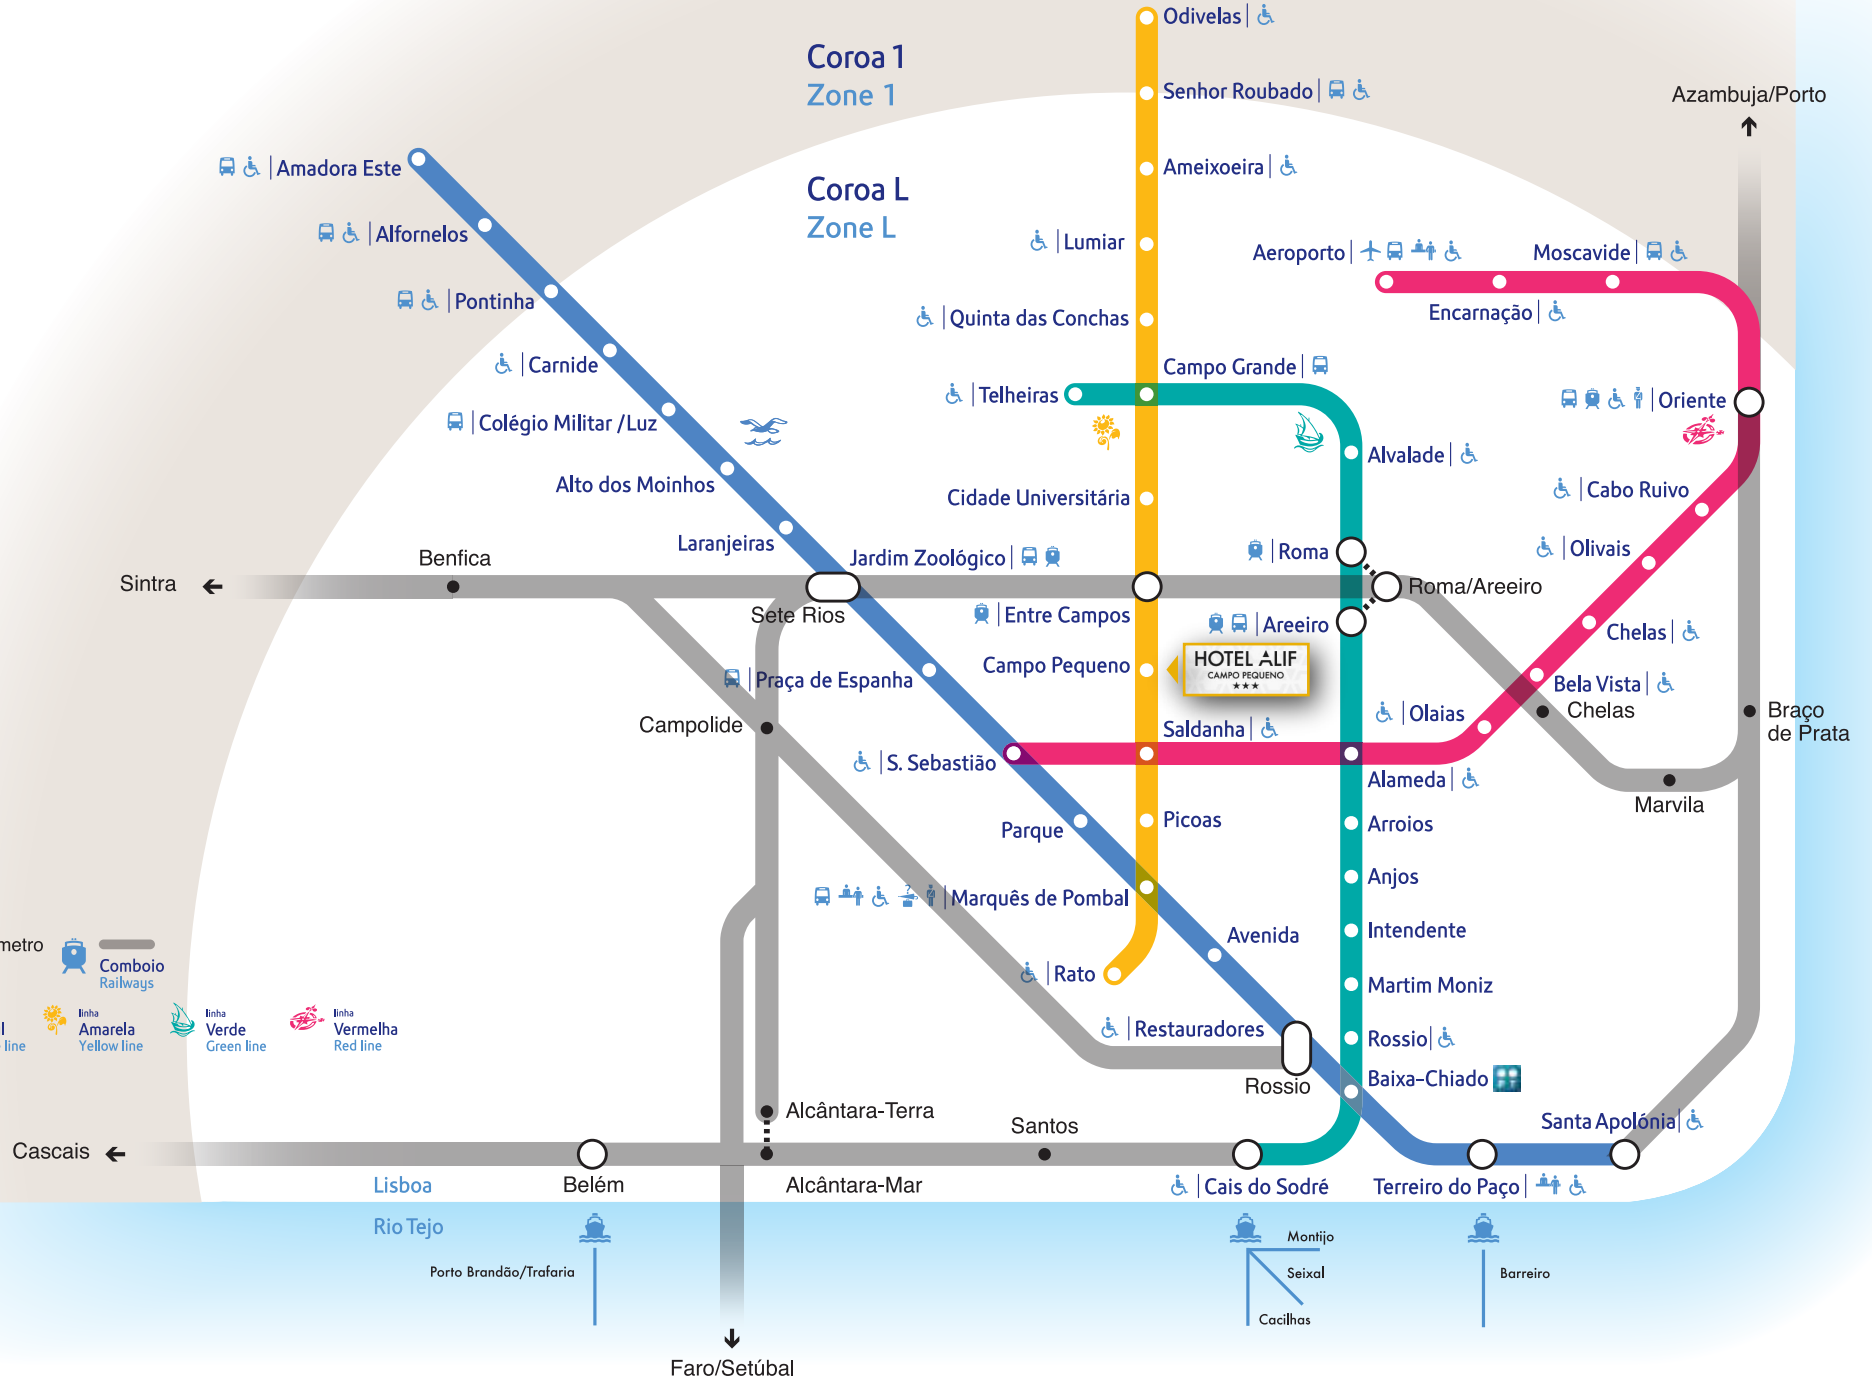 Odivelas
Coroa 1
Zone 1
Senhor Roubado
Azambuja/Porto
Amadora Este
Ameixoeira
Coroa L
Zone L
Alfornelos
Lumiar
Aeroporto
Moscavide
Pontinha
Quinta das Conchas
Encarnação
Carnide
Campo Grande
Telheiras
Oriente
Colégio Militar /Luz
Alvalade
Alto dos Moinhos
Cidade Universitária
Cabo Ruivo
Laranjeiras
Jardim Zoológico
Roma
Olivais
Benfica
Sintra
Roma/Areeiro
Sete Rios
Entre Campos
Areeiro
Chelas
HOTEL ALIF
CAMPO PEQUENO
★★★
Campo Pequeno
Praça de Espanha
Bela Vista
Campolide
Saldanha
Olaias
Chelas
Braço
de Prata
S. Sebastião
Alameda
Marvila
Parque
Picoas
Arroios
Anjos
Marquês de Pombal
Avenida
Intendente
metro
Comboio
Railways
Rato
Martim Moniz
linha
Amarela
Yellow line
linha
Verde
Green line
linha
Vermelha
Red line
l
line
Restauradores
Rossio
Rossio
Baixa-Chiado
Alcântara-Terra
Santos
Santa Apolónia
Cascais
Lisboa
Belém
Alcântara-Mar
Cais do Sodré
Terreiro do Paço
Rio Tejo
Montijo
Porto Brandão/Trafaria
Seixal
Barreiro
Cacilhas
Faro/Setúbal